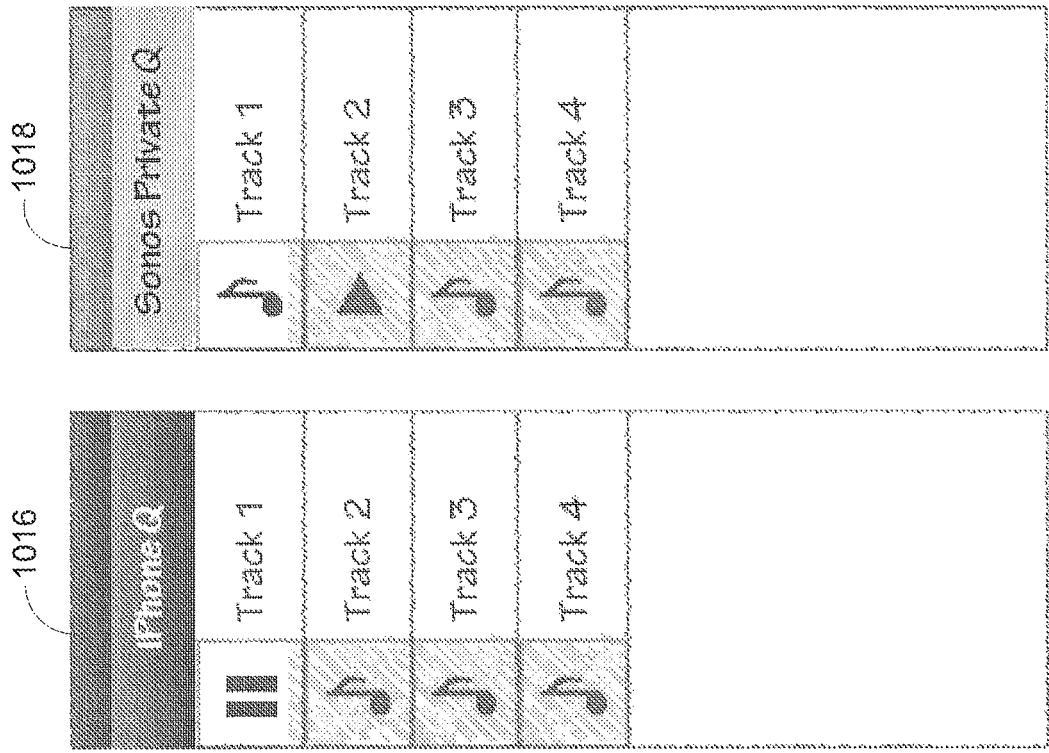 1016
iPhone Q
Track 1
Track 2
Track 3
Track 4
1018
Sonos Private Q
Track 1
Track 2
Track 3
Track 4